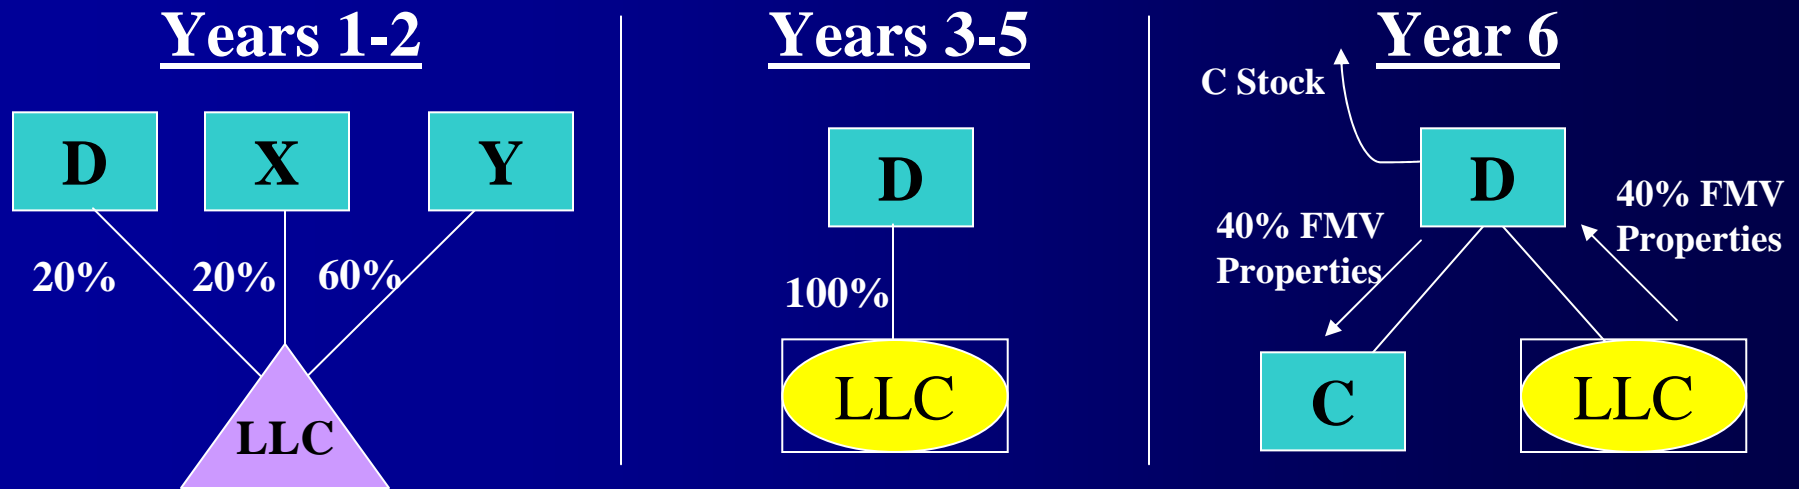 Years 1-2
D
X
Y
20%
20%
60%
LLC
Years 3-5
D
100%
LLC
Year 6
C Stock
D
40% FMV
Properties
40% FMV
Properties
C
LLC